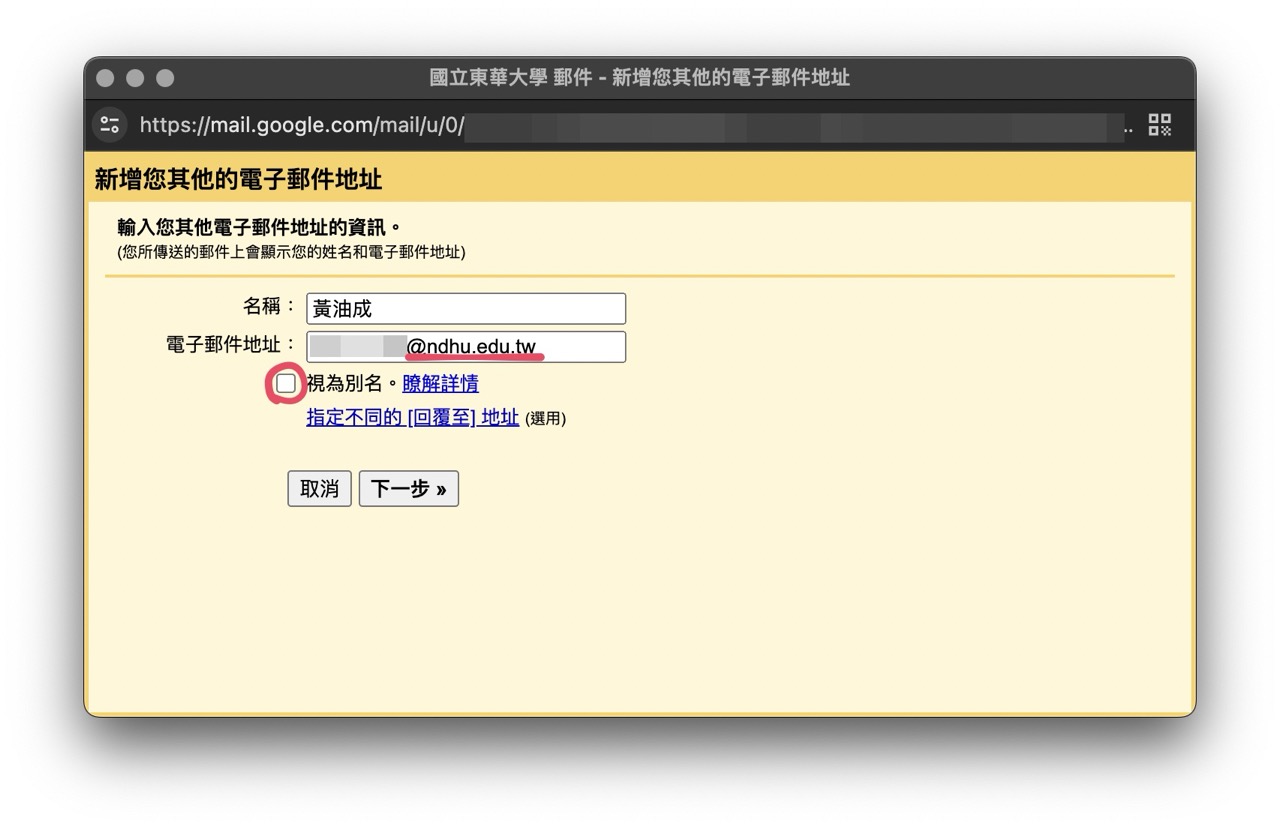 國立東華大學 郵件 - 新增您其他的電子郵件地址
https://mail.google.com/mail/u/0/ ..
新增您其他的電子郵件地址
輸入您其他電子郵件地址的資訊。
(您所傳送的郵件上會顯示您的姓名和電子郵件地址)
名稱： 黃油成
電子郵件地址： @ndhu.edu.tw
視為別名。瞭解詳情
指定不同的 [回覆至] 地址 (選用)
取消 下一步 »